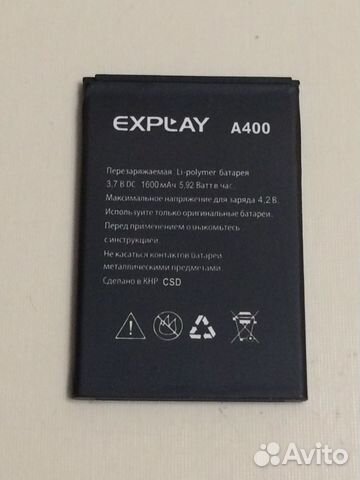 EXPLAY A400
Перезаряжаемая Li-polymer батарея
3,7 В DC 1600 мАч 5,92 Ватт в час.
Максимальное напряжение для заряда 4,2 В.
Используйте только оригинальные батареи.
Перед применением ознакомьтесь
с инструкцией.
Не касаться контактов батареи
металлическими предметами.
Сделано в КНР CSD
Avito